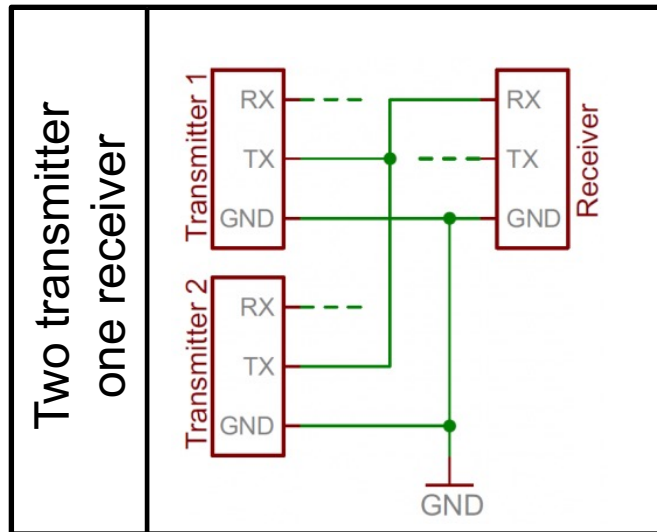 Two transmitter
one receiver
Transmitter 1
RX
TX
GND
Transmitter 2
RX
TX
GND
RX
TX
GND
Receiver
GND